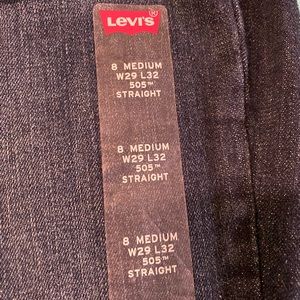 Levi's®
8 MEDIUM
W29 L32
505™
STRAIGHT
8 MEDIUM
W29 L32
505™
STRAIGHT
8 MEDIUM
W29 L32
505™
STRAIGHT